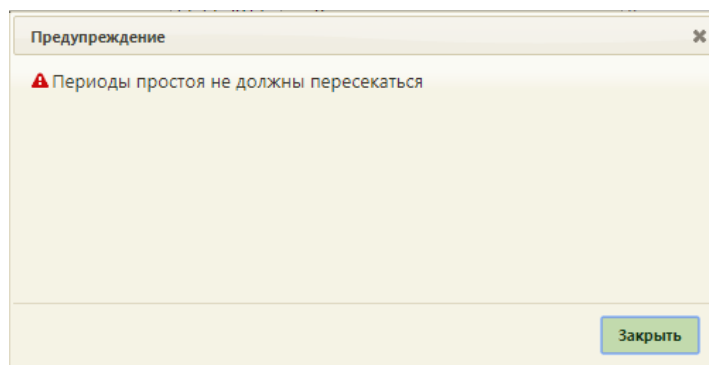 Предупреждение
Периоды простоя не должны пересекаться
Закрыть